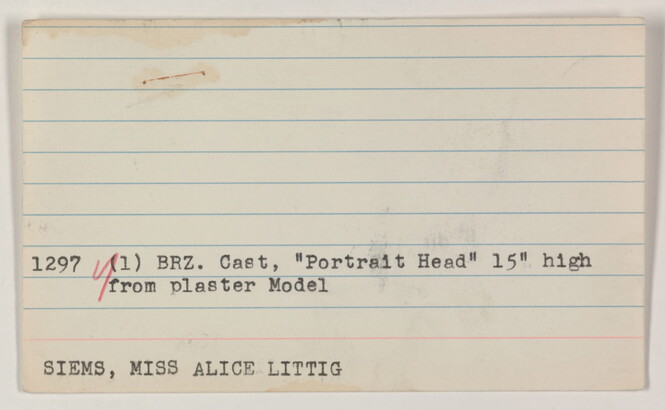 1297 (1) BRZ. Cast, "Portrait Head" 15" high
from plaster Model
SIEMS, MISS ALICE LITTIG